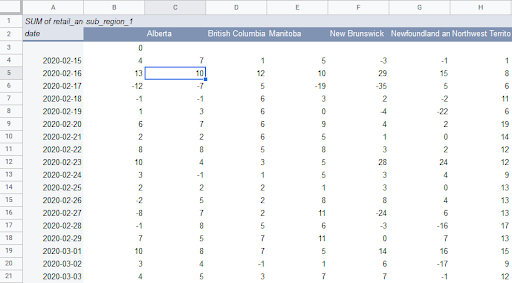 A B C D E F G H
1 SUM of retail_an sub_region_1
2 date Alberta British Columbia Manitoba New Brunswick Newfoundland an Northwest Territo
3 0
4 2020-02-15 4 7 1 5 -3 -1 1
5 2020-02-16 13 10 12 10 29 15 8
6 2020-02-17 -12 -7 5 -19 -35 5 6
7 2020-02-18 -1 -1 6 3 2 -2 11
8 2020-02-19 1 3 6 0 -4 -22 6
9 2020-02-20 6 7 6 9 4 2 19
10 2020-02-21 2 2 6 5 1 0 14
11 2020-02-22 8 8 5 8 3 2 12
12 2020-02-23 10 4 3 5 28 24 12
13 2020-02-24 3 -1 1 5 3 4 9
14 2020-02-25 2 2 2 1 3 0 13
15 2020-02-26 -2 5 2 8 8 4 13
16 2020-02-27 -8 7 2 11 -24 6 13
17 2020-02-28 -1 8 5 6 -3 -16 17
18 2020-02-29 7 5 7 11 0 7 13
19 2020-03-01 10 8 7 5 14 16 15
20 2020-03-02 3 4 -1 1 6 -17 9
21 2020-03-03 4 5 3 7 7 -1 12